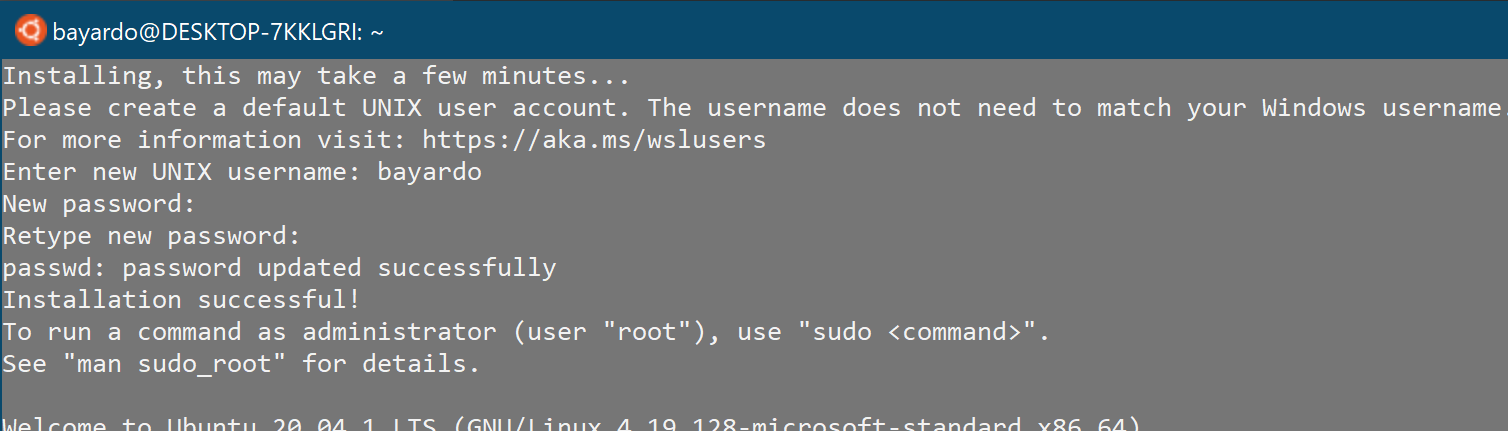 bayardo@DESKTOP-7KKLGRI: ~
Installing, this may take a few minutes...
Please create a default UNIX user account. The username does not need to match your Windows username.
For more information visit: https://aka.ms/wslusers
Enter new UNIX username: bayardo
New password:
Retype new password:
passwd: password updated successfully
Installation successful!
To run a command as administrator (user "root"), use "sudo <command>".
See "man sudo_root" for details.
Welcome to Ubuntu 20.04.1 LTS (GNU/Linux 4.19.128-microsoft-standard x86_64)